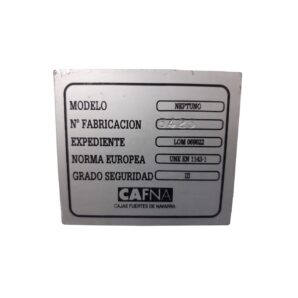 MODELO NEPTUNO
Nº FABRICACION
EXPEDIENTE LOM 069622
NORMA EUROPEA UNE EN 1143-1
GRADO SEGURIDAD III
CAFNA
CAJAS FUERTES DE NAVARRA